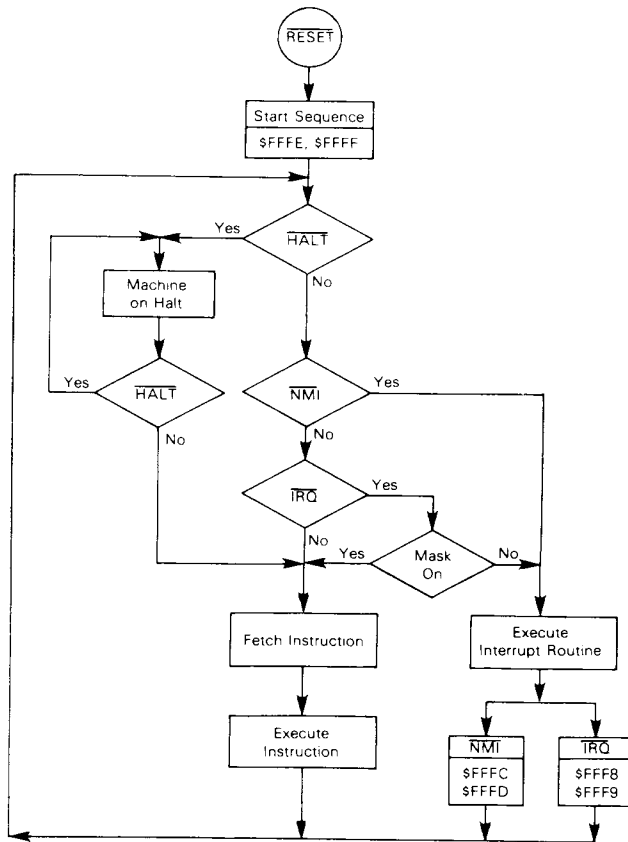 RESET
Start Sequence
$FFFE, $FFFF
Yes
HALT
No
Machine
on Halt
Yes
HALT
No
NMI
Yes
No
IRQ
Yes
No
Yes
Mask
On
No
Fetch Instruction
Execute
Interrupt Routine
Execute
Instruction
NMI
$FFFC
$FFFD
IRQ
$FFF8
$FFF9